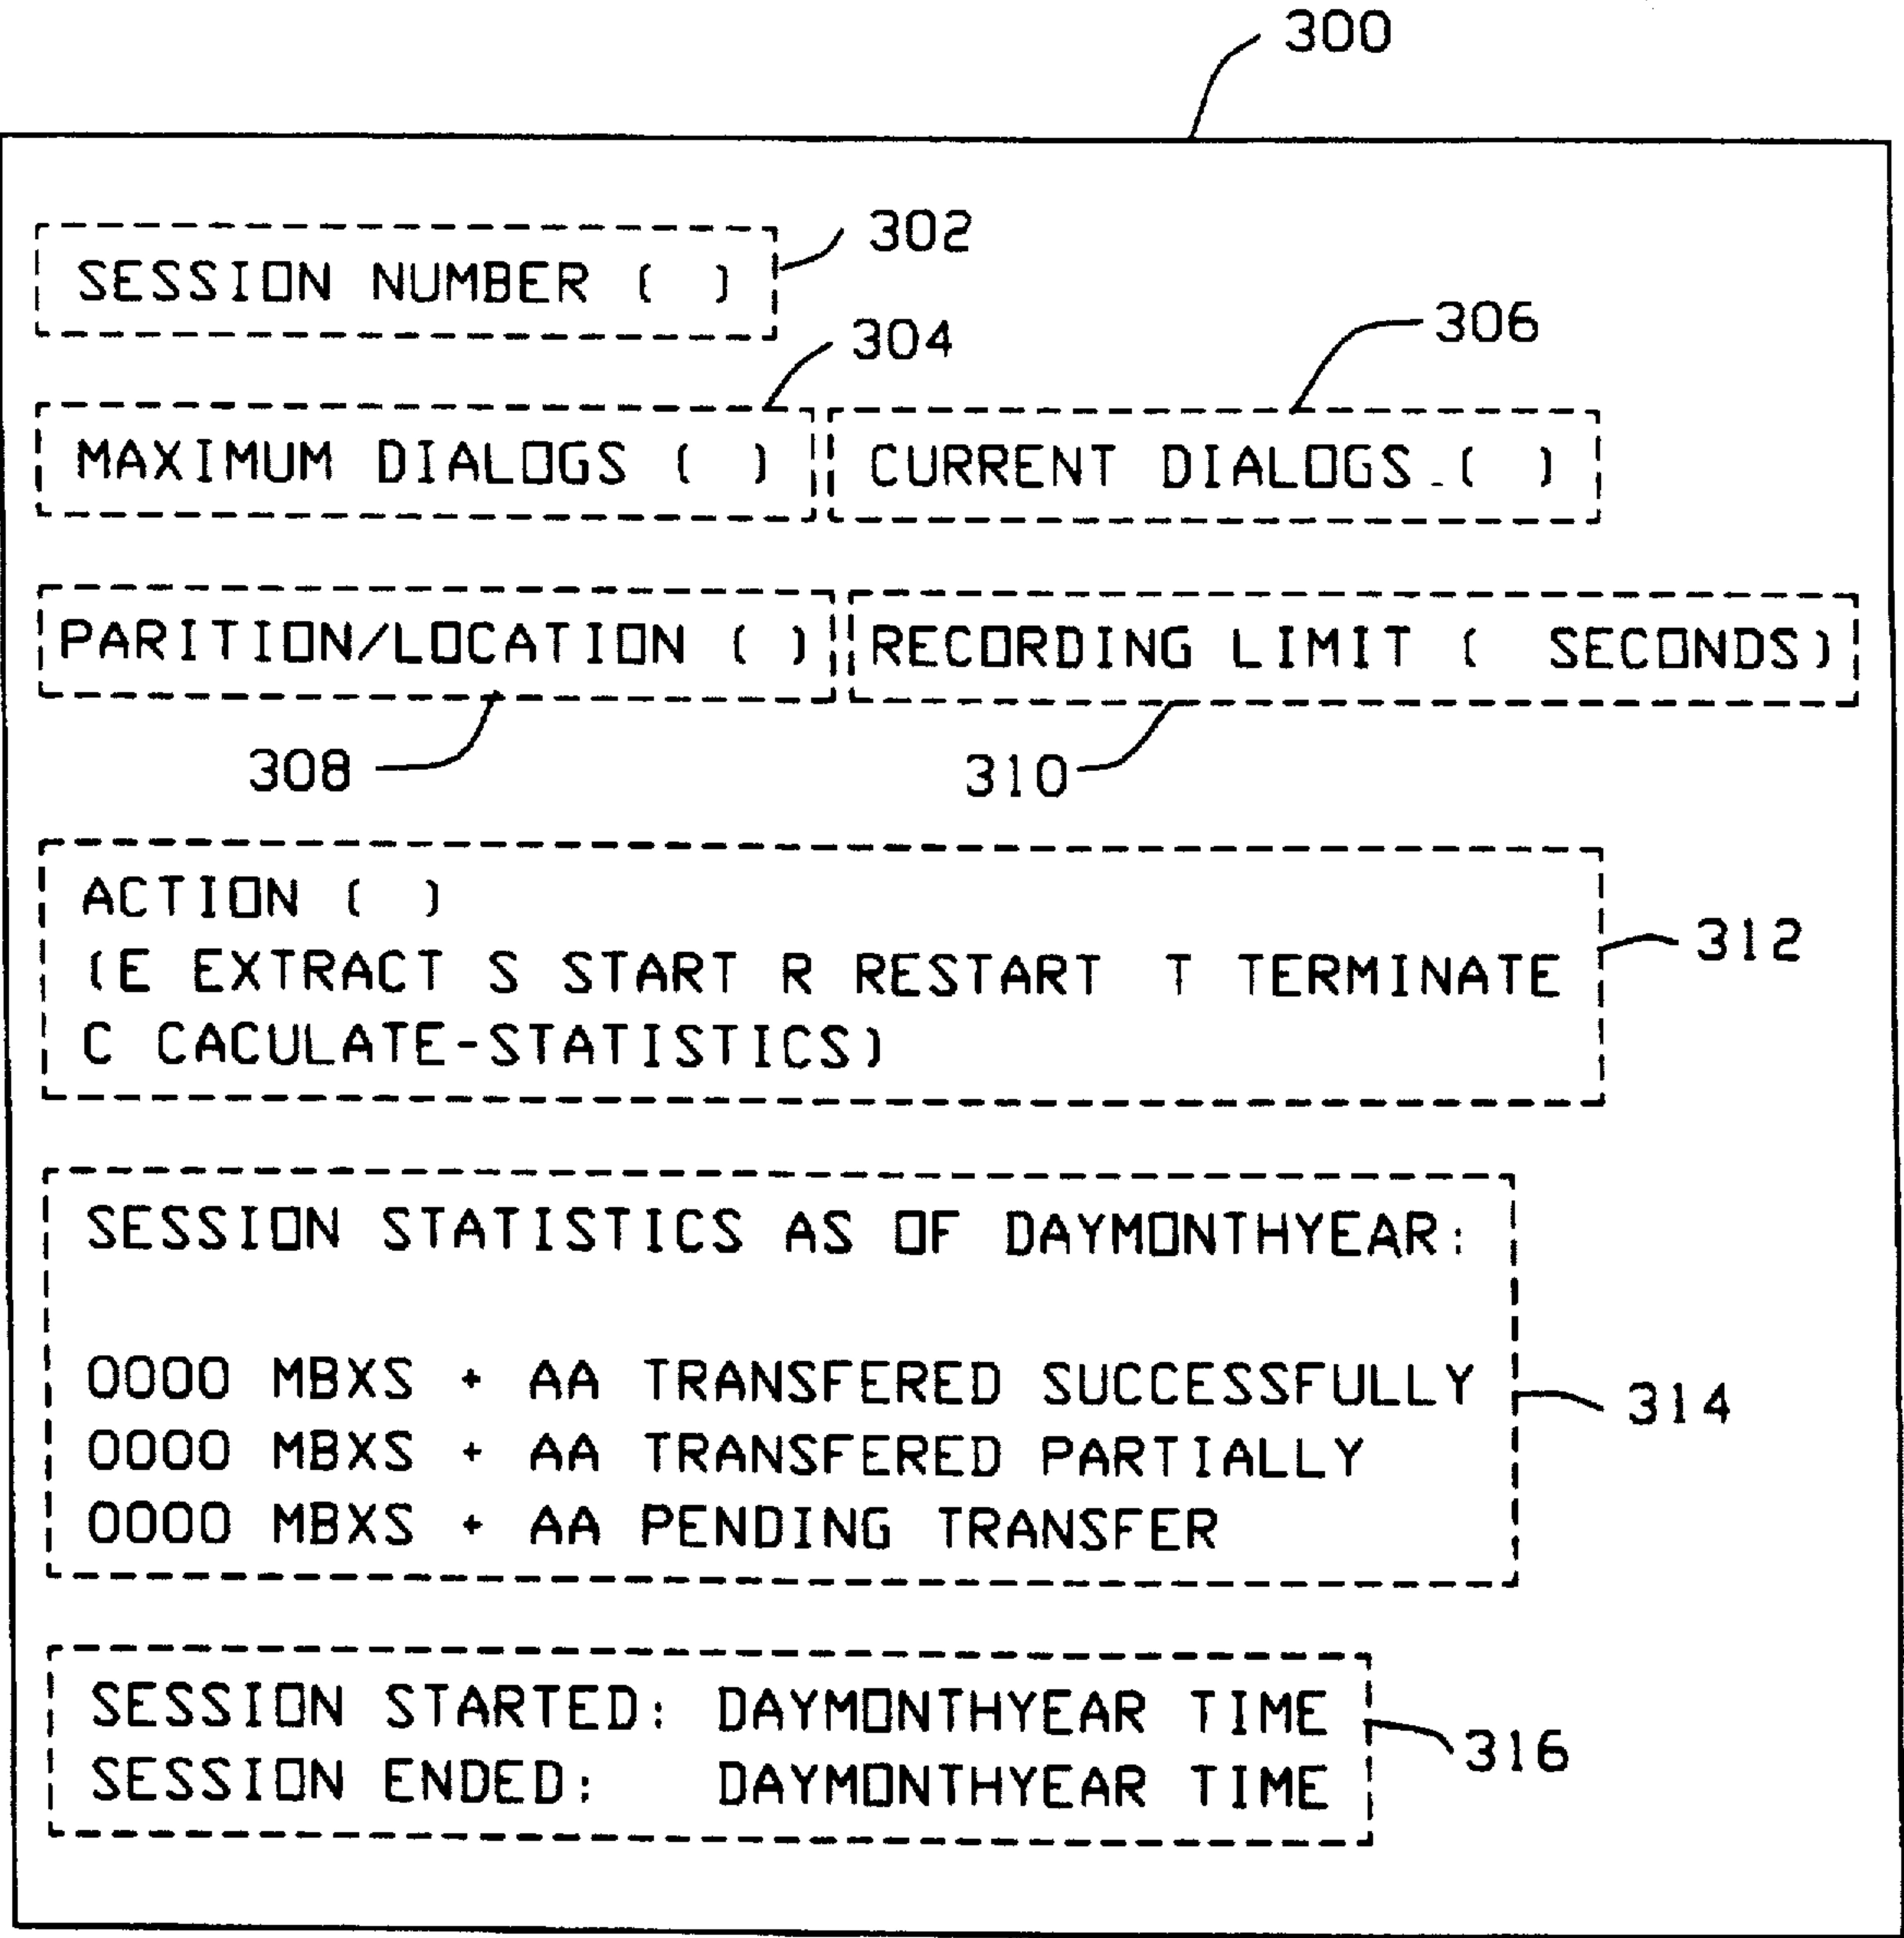 300
SESSION NUMBER ( )
302
304
306
MAXIMUM DIALOGS ( )
CURRENT DIALOGS ( )
PARITION/LOCATION ( )
RECORDING LIMIT ( SECONDS)
308
310
ACTION ( )
(E EXTRACT S START R RESTART T TERMINATE
C CACULATE-STATISTICS)
312
SESSION STATISTICS AS OF DAYMONTHYEAR:
0000 MBXS + AA TRANSFERED SUCCESSFULLY
0000 MBXS + AA TRANSFERED PARTIALLY
0000 MBXS + AA PENDING TRANSFER
314
SESSION STARTED: DAYMONTHYEAR TIME
SESSION ENDED: DAYMONTHYEAR TIME
316